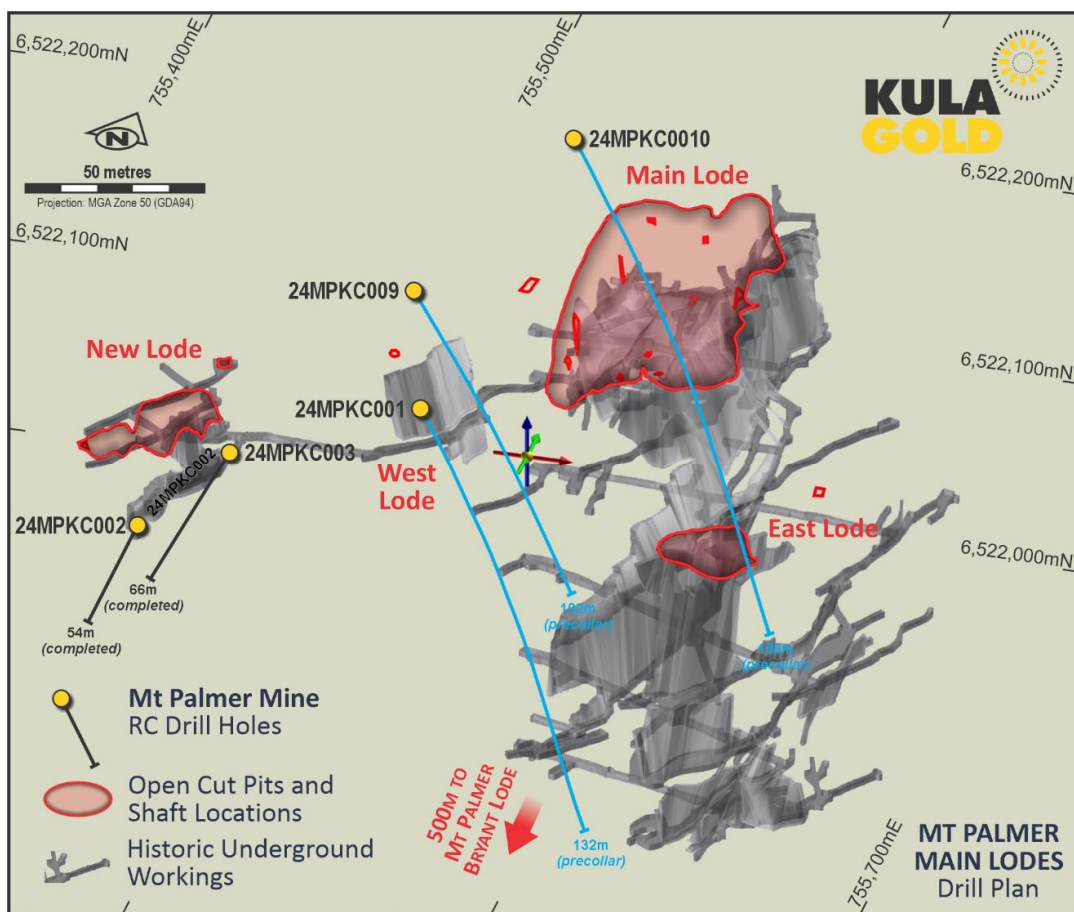 6,522,200mN
755,400mE
755,500mE
KULA
GOLD
N
50 metres
Projection: MGA Zone 50 (GDA94)
24MPKC0010
Main Lode
6,522,200mN
6,522,100mN
24MPKC009
New Lode
24MPKC001
6,522,100mN
24MPKC003
24MPKC002
West
Lode
24MPKC002
East Lode
6,522,000mN
66m
(completed)
54m
(completed)
(precollar)
(precollar)
Mt Palmer Mine
RC Drill Holes
Open Cut Pits and
Shaft Locations
Historic Underground
Workings
500m to
Mt Palmer
Bryant Lode
132m
(precollar)
755,700mE
MT PALMER
MAIN LODES
Drill Plan